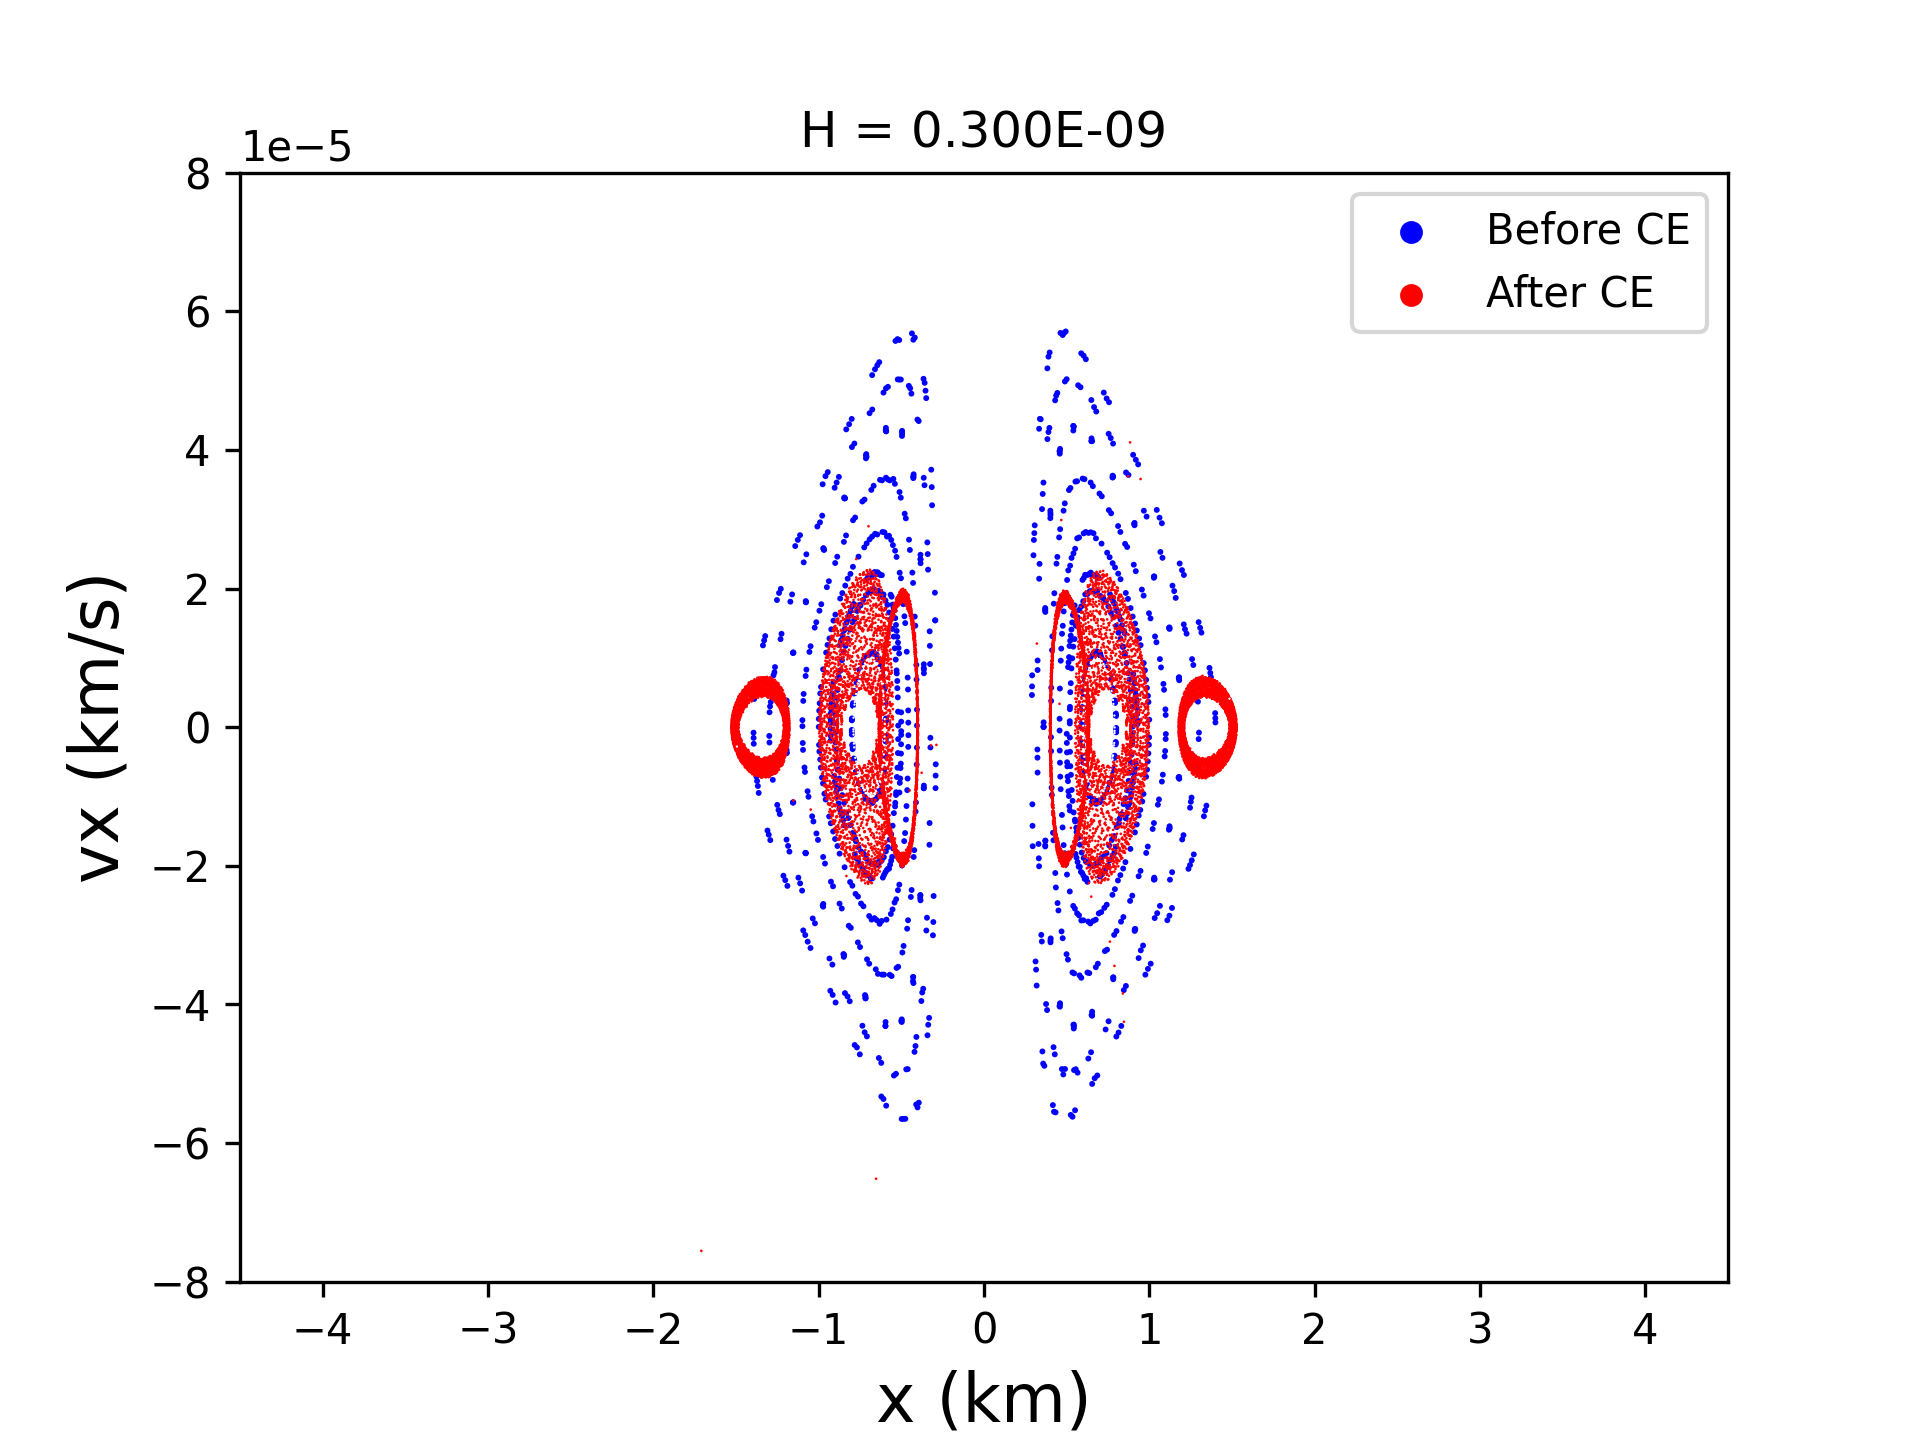 H = 0.300E-09
1e−5
Before CE
After CE
8
6
4
2
0
−2
−4
−6
−8
vx (km/s)
−4 −3 −2 −1 0 1 2 3 4
x (km)